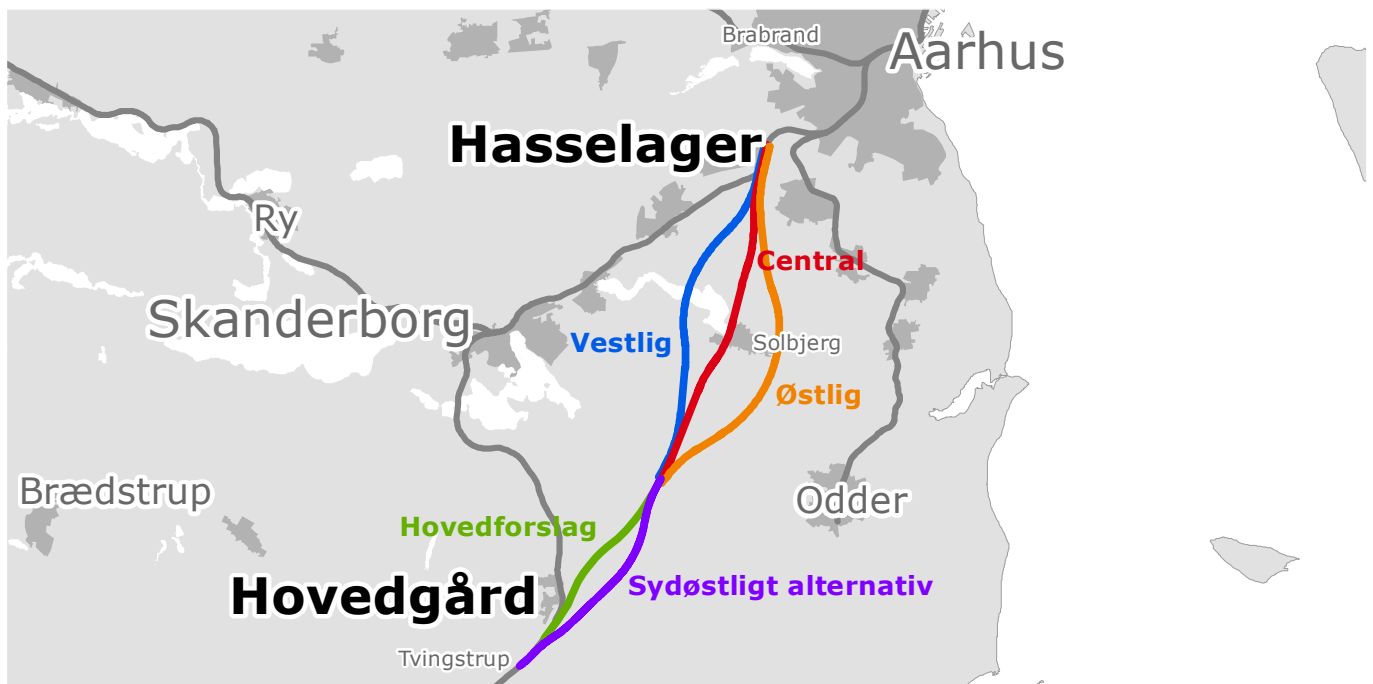 Brabrand
Aarhus
Hasselager
Ry
Central
Skanderborg
Vestlig
Solbjerg
Østlig
Brædstrup
Odder
Hovedforslag
Sydøstligt alternativ
Hovedgård
Tvingstrup